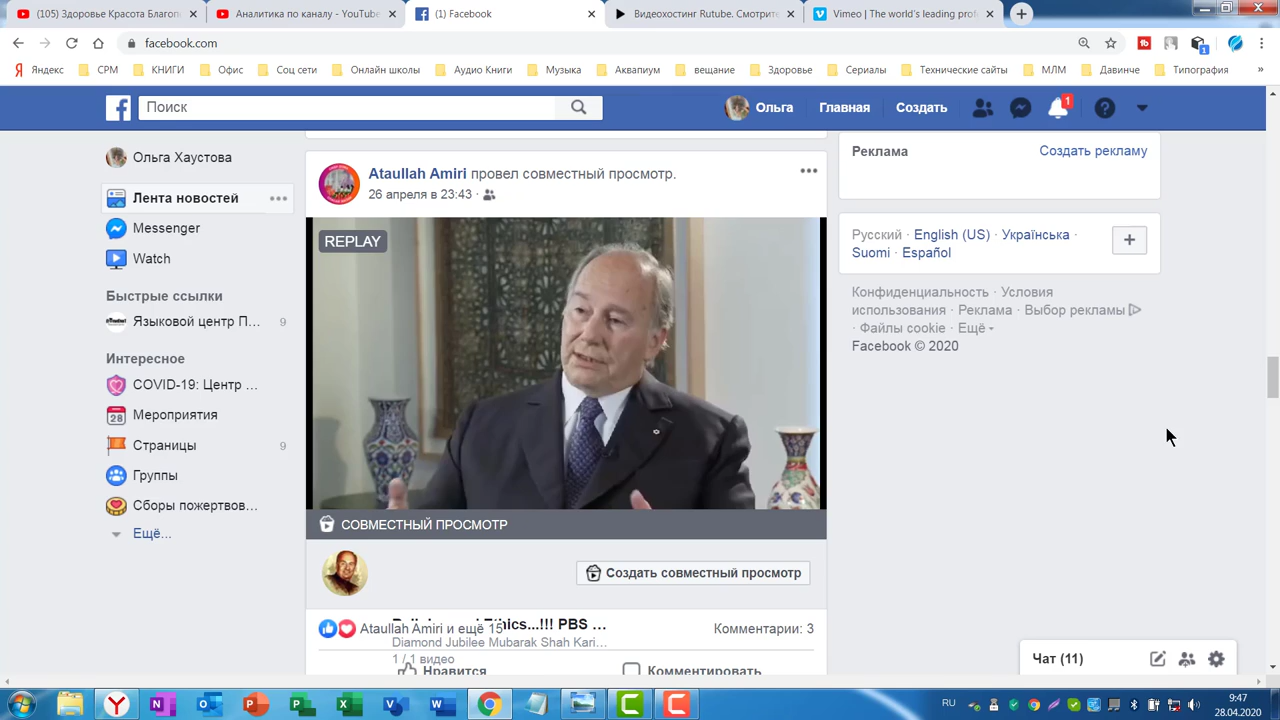 (105) Здоровье Красота Благоп
Аналитика по каналу - YouTube
(1) Facebook
Видеохостинг Rutube. Смотрите
Vimeo | The world's leading prof
facebook.com
Яндекс
СРМ
КНИГИ
Офис
Соц сети
Онлайн школы
Аудио Книги
Музыка
Аквапиум
вещание
Здоровье
Сериалы
Технические сайты
МЛМ
Давинче
Типография
»
Поиск
Ольга
Главная
Создать
1
Ольга Хаустова
Лента новостей
Messenger
Watch
Быстрые ссылки
Языковой центр П... 9
Интересное
COVID-19: Центр ...
Мероприятия
Страницы 9
Группы
Сборы пожертвов...
Ещё...
Ataullah Amiri провел совместный просмотр.
26 апреля в 23:43 ·
REPLAY
СОВМЕСТНЫЙ ПРОСМОТР
Создать совместный просмотр
Ethics...!!! PBS ...
Ataullah Amiri и ещё 15
Комментарии: 3
Diamond Jubilee Mubarak Shah Kari...
1 / 1 видео
Нравится
Комментировать
Реклама
Создать рекламу
Русский · English (US) · Українська ·
Suomi · Español
Конфиденциальность · Условия
использования · Реклама · Выбор рекламы
· Файлы cookie · Ещё
Facebook © 2020
Чат (11)
RU
9:47
28.04.2020